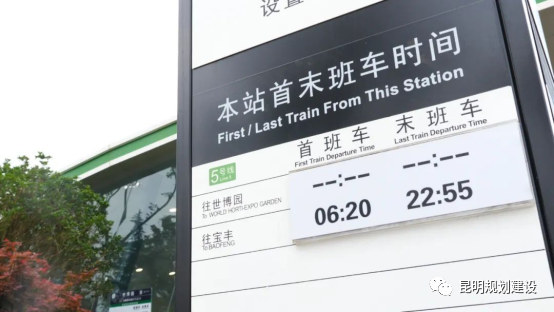 设置
本站首末班车时间
First / Last Train From This Station
首班车 末班车
First Train Departure Time Last Train Departure Time
5号线
Line 5
往世博园 --:-- --:--
To WORLD HORTI-EXPO GARDEN
往宝丰 06:20 22:55
To BAOFENG
昆明规划建设